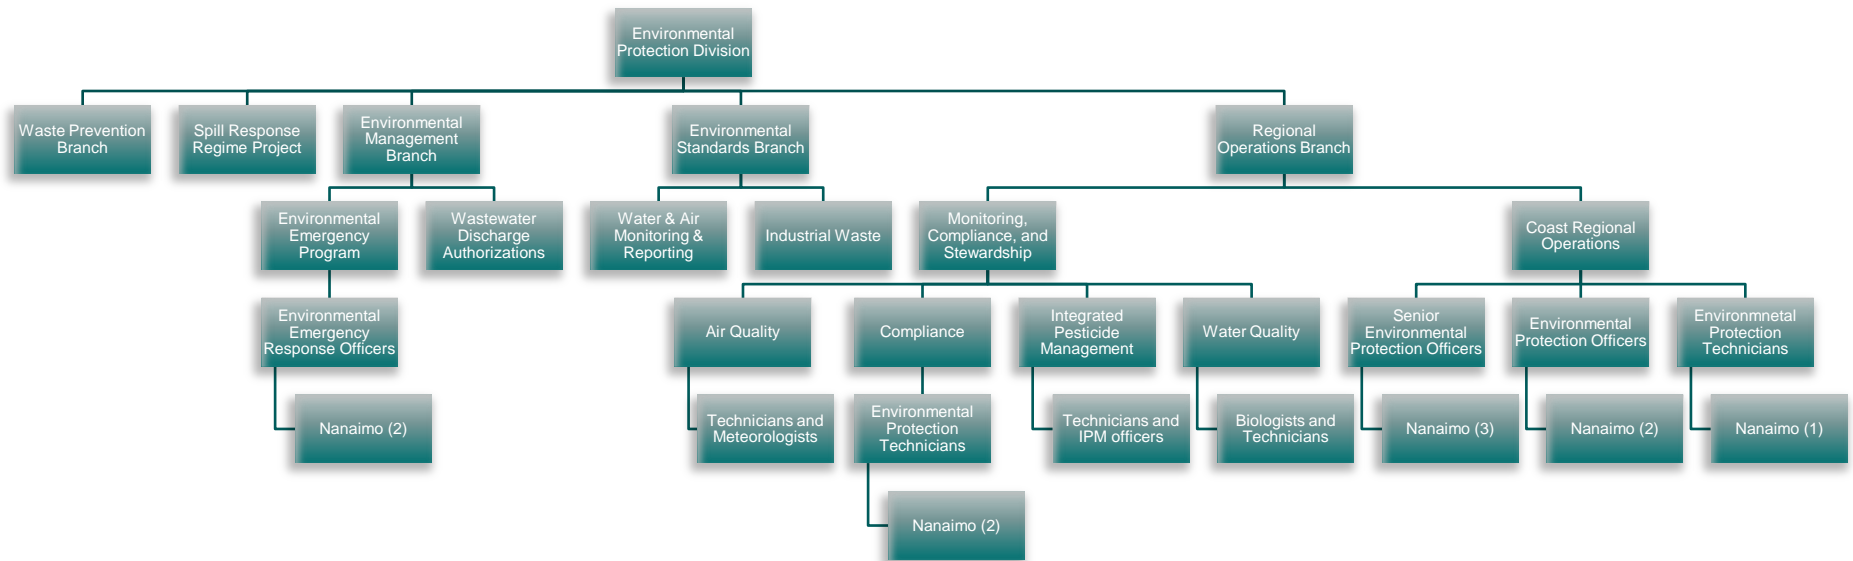 Environmental
Protection Division
Waste Prevention
Branch
Spill Response
Regime Project
Environmental
Management
Branch
Environmental
Standards Branch
Regional
Operations Branch
Environmental
Emergency
Program
Wastewater
Discharge
Authorizations
Water & Air
Monitoring &
Reporting
Industrial Waste
Monitoring,
Compliance, and
Stewardship
Coast Regional
Operations
Environmental
Emergency
Response Officers
Air Quality
Compliance
Integrated
Pesticide
Management
Water Quality
Senior
Environmental
Protection Officers
Environmental
Protection Officers
Environmnetal
Protection
Technicians
Nanaimo (2)
Technicians and
Meteorologists
Environmental
Protection
Technicians
Technicians and
IPM officers
Biologists and
Technicians
Nanaimo (3)
Nanaimo (2)
Nanaimo (1)
Nanaimo (2)